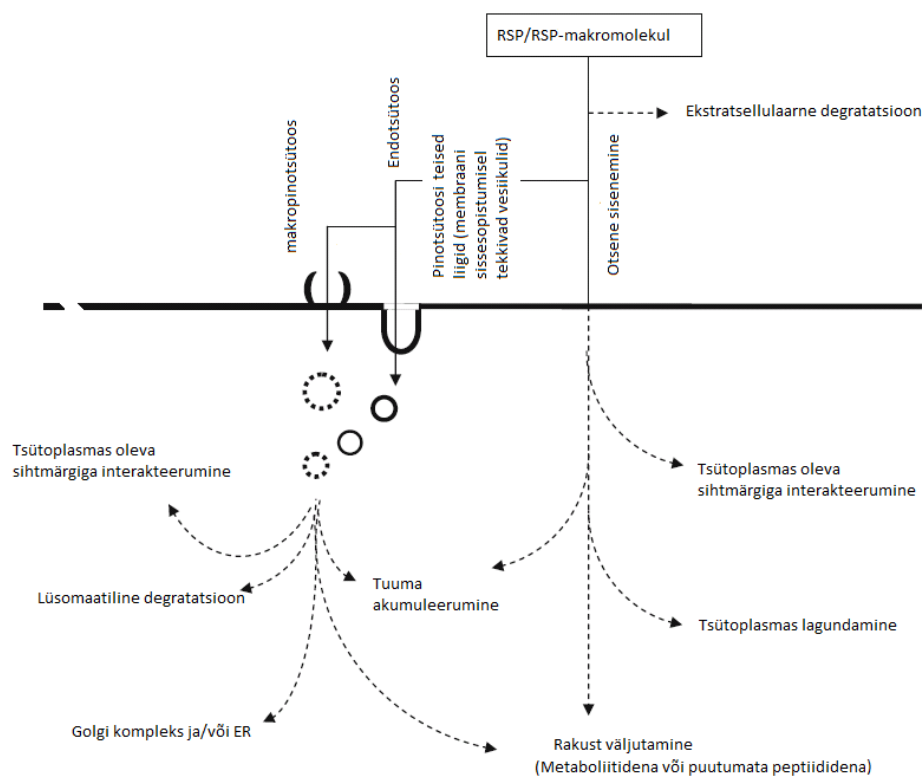 RSP/RSP-makromolekul
Ekstratsellulaarne degratatsioon
makropinotsütoos
Endotsütoos
Pinotsütoosi teised
liigid (membraani
sissesopistumisel
tekkivad vesiikulid)
Otsene sisenemine
Tsütoplasmas oleva
sihtmärgiga interakteerumine
Tsütoplasmas oleva
sihtmärgiga interakteerumine
Lüsomaatiline degratatsioon
Tuuma
akumuleerumine
Tsütoplasmas lagundamine
Golgi kompleks ja/või ER
Rakust väljutamine
(Metaboliitidena või puutumata peptiididena)